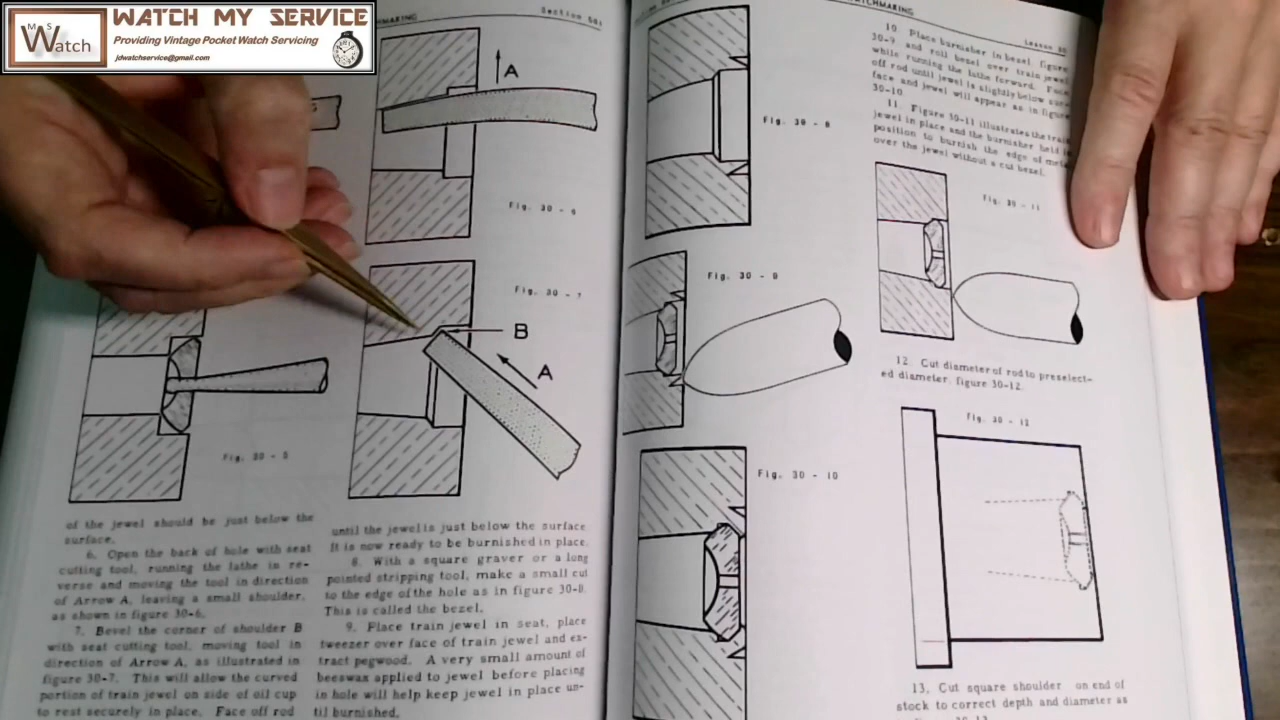 WATCH MY SERVICE
Providing Vintage Pocket Watch Servicing
jdwatchservice@gmail.com
M S
Watch
Section 501
A
Fig. 30 - 6
Fig. 30 - 7
B
A
Fig. 30 - 5
of the jewel should be just below the
surface.
6. Open the back of hole with seat
cutting tool, running the lathe in re-
verse and moving the tool in direction
of Arrow A, leaving a small shoulder,
as shown in figure 30-6.
7. Bevel the corner of shoulder B
with seat cutting tool, moving tool in
direction of Arrow A, as illustrated in
figure 30-7. This will allow the curved
portion of train jewel on side of oil cup
to rest securely in place. Face off rod
until the jewel is just below the surface
It is now ready to be burnished in place.
8. With a square graver or a long
pointed stripping tool, make a small cut
to the edge of the hole as in figure 30-8.
This is called the bezel.
9. Place train jewel in seat, place
tweezer over face of train jewel and ex-
tract pegwood. A very small amount of
beeswax applied to jewel before placing
in hole will help keep jewel in place un-
til burnished.
Lesson
Fig. 30 - 8
Fig. 30 - 9
Fig. 30 - 10
10. Place burnisher in bezel figure
30-9 and roll bezel over train jewel
while running the lathe forward. Face
off rod until jewel is slightly below sur-
face and jewel will appear as in figure
30-10.
11. Figure 30-11 illustrates the train
jewel in place and the burnisher held in
position to burnish the edge of metal
over the jewel without a cut bezel.
Fig. 30 - 11
12. Cut diameter of rod to preselect-
ed diameter, figure 30-12.
Fig. 30 - 12
13. Cut square shoulder on end of
stock to correct depth and diameter as